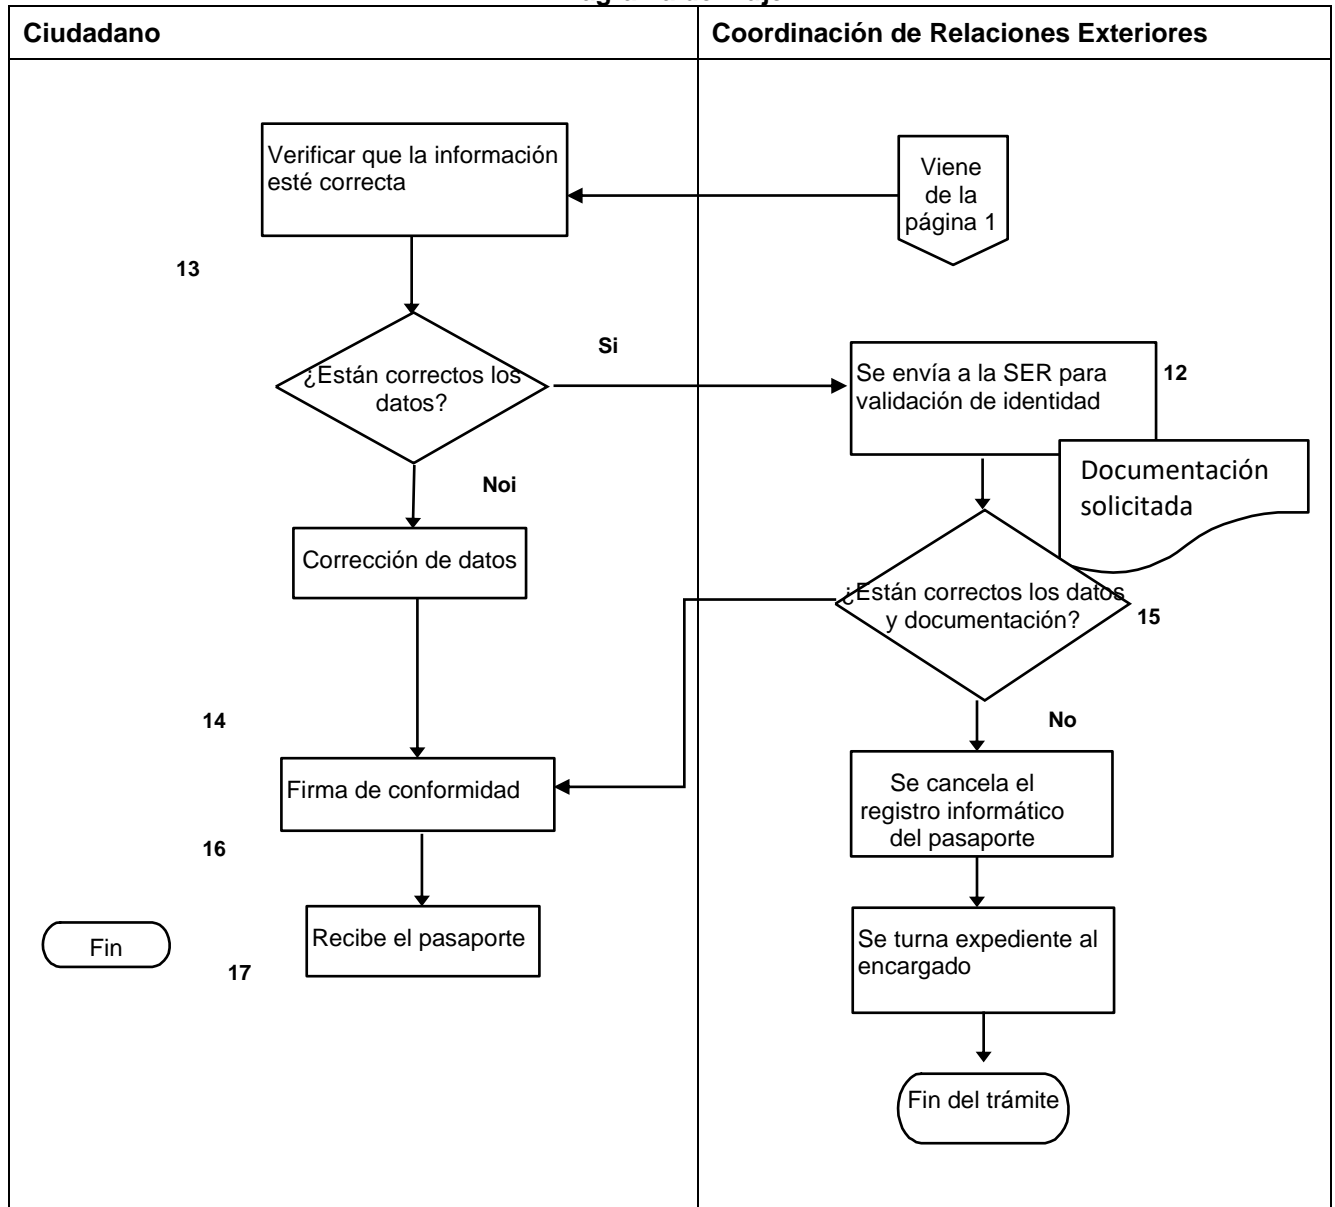 Ciudadano
Coordinación de Relaciones Exteriores
Verificar que la información
esté correcta
Viene
de la
página 1
13
¿Están correctos los
datos?
Si
Se envía a la SER para
validación de identidad
12
Documentación
solicitada
Noi
Corrección de datos
¿Están correctos los datos
y documentación?
15
14
No
Firma de conformidad
Se cancela el
registro informático
del pasaporte
16
Recibe el pasaporte
Fin
17
Se turna expediente al
encargado
Fin del trámite